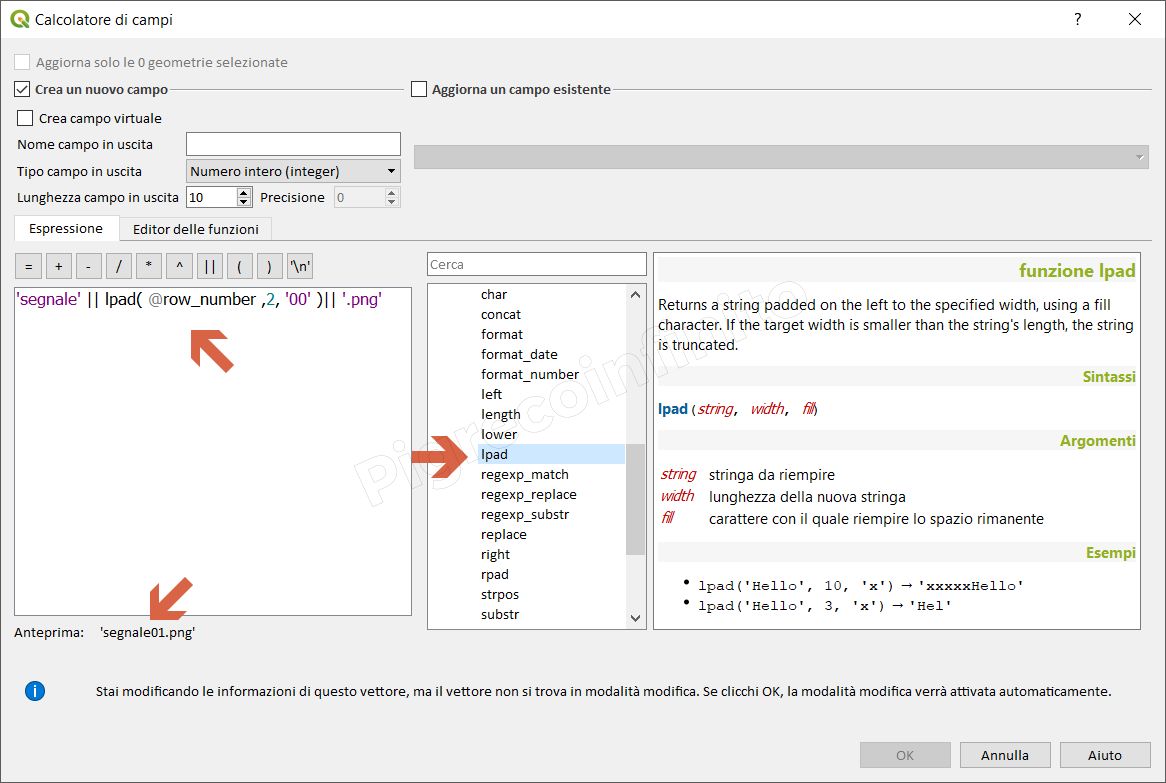 Calcolatore di campi
?
Aggiorna solo le 0 geometrie selezionate
Crea un nuovo campo
Aggiorna un campo esistente
Crea campo virtuale
Nome campo in uscita
Tipo campo in uscita Numero intero (integer)
Lunghezza campo in uscita 10 Precisione 0
Espressione Editor delle funzioni
= + - / * ^ || ( ) '\n'
'segnale' || lpad( @row_number ,2, '00' )|| '.png'
Anteprima: 'segnale01.png'
Cerca
char
concat
format
format_date
format_number
left
length
lower
lpad
regexp_match
regexp_replace
regexp_substr
replace
right
rpad
strpos
substr
funzione lpad
Returns a string padded on the left to the specified width, using a fill
character. If the target width is smaller than the string's length, the string
is truncated.
Sintassi
lpad (string, width, fill)
Argomenti
string stringa da riempire
width lunghezza della nuova stringa
fill carattere con il quale riempire lo spazio rimanente
Esempi
• lpad('Hello', 10, 'x') → 'xxxxxHello'
• lpad('Hello', 3, 'x') → 'Hel'
Pigrecoinfinito
i
Stai modificando le informazioni di questo vettore, ma il vettore non si trova in modalità modifica. Se clicchi OK, la modalità modifica verrà attivata automaticamente.
OK Annulla Aiuto